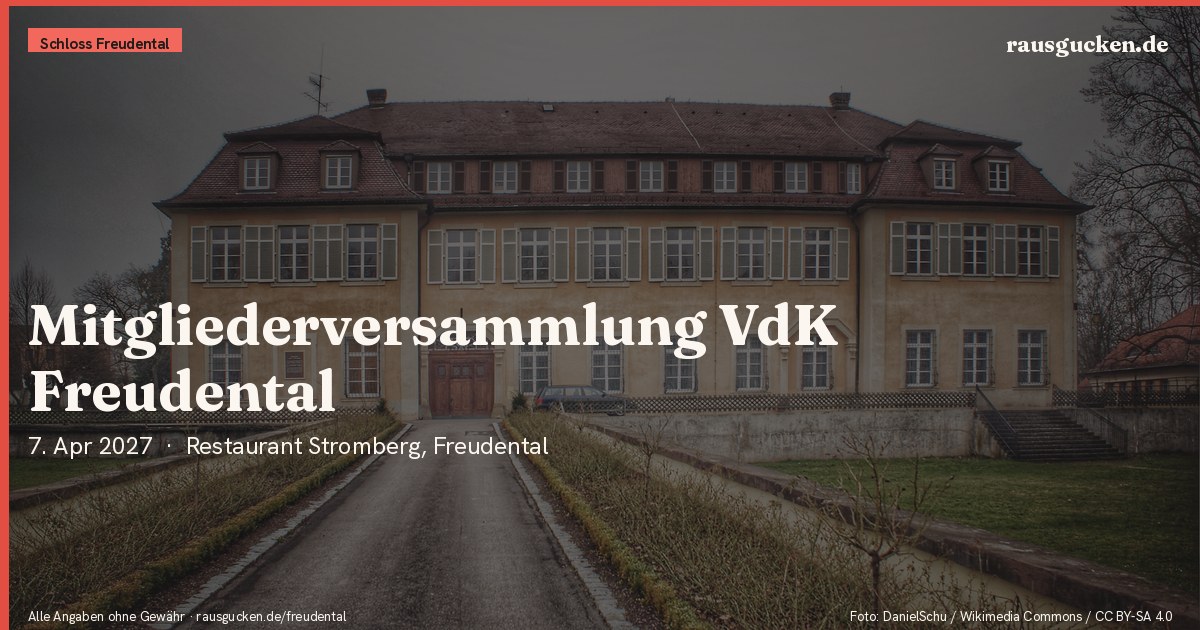 Schloss Freudental
rausgucken.de
Mitgliederversammlung VdK
Freudental
7. Apr 2027 · Restaurant Stromberg, Freudental
Alle Angaben ohne Gewähr · rausgucken.de/freudental
Foto: DanielSchu / Wikimedia Commons / CC BY-SA 4.0